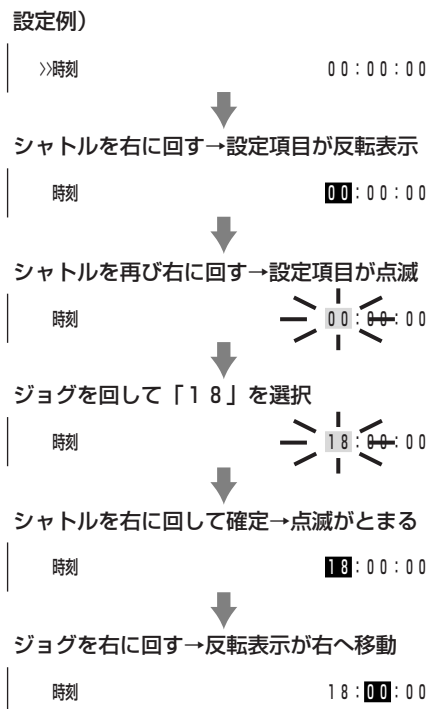 設定例）
>>時刻 00:00:00
シャトルを右に回す→設定項目が反転表示
時刻 00:00:00
シャトルを再び右に回す→設定項目が点滅
時刻 00:00:00
ジョグを回して「１８」を選択
時刻 18:00:00
シャトルを右に回して確定→点滅がとまる
時刻 18:00:00
ジョグを右に回す→反転表示が右へ移動
時刻 18:00:00